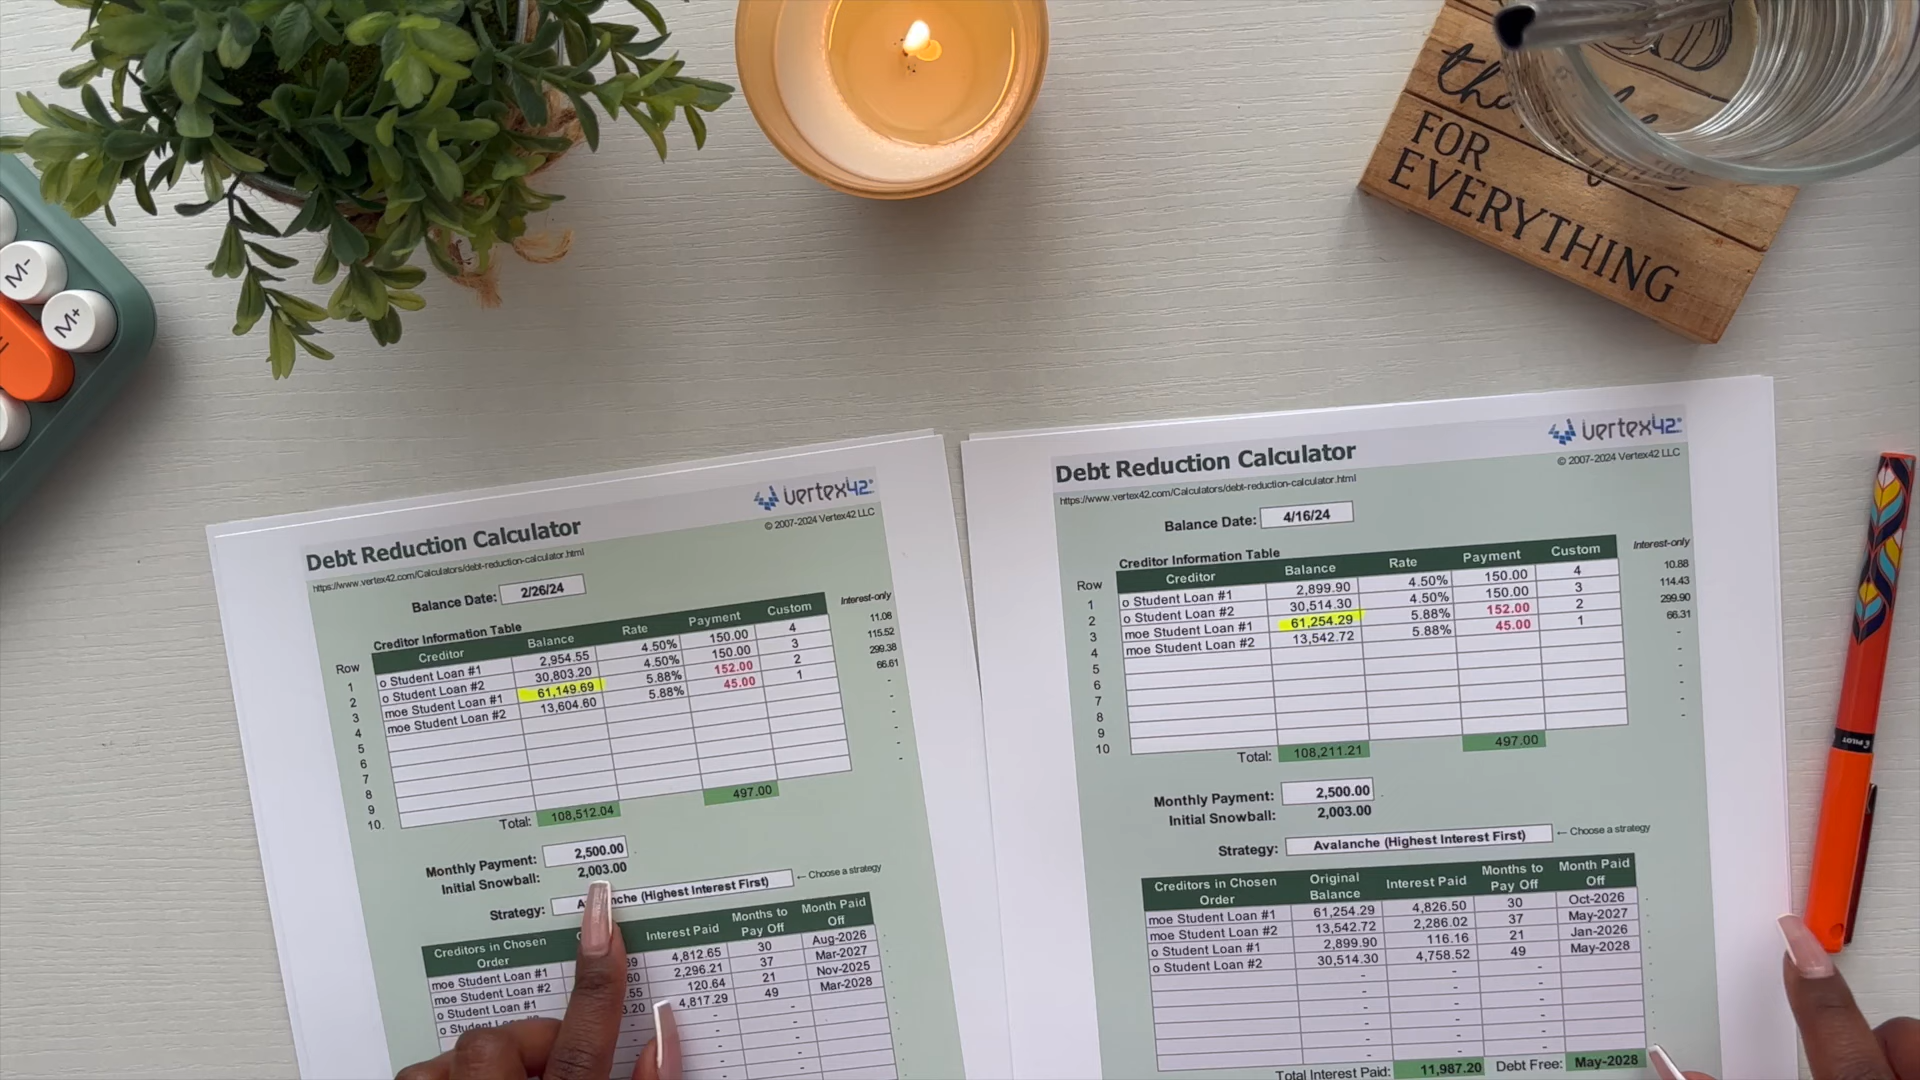 M-
M+
FOR
EVERYTHING
vertex42®
Debt Reduction Calculator
© 2007-2024 Vertex42 LLC
https://www.vertex42.com/Calculators/debt-reduction-calculator.html
Balance Date: 2/26/24
Creditor Information Table
Row Creditor Balance Rate Payment Custom Interest-only
1 o Student Loan #1 2,954.55 4.50% 150.00 4 11.08
2 o Student Loan #2 30,803.20 4.50% 150.00 3 115.52
3 moe Student Loan #1 61,149.69 5.88% 152.00 2 299.38
4 moe Student Loan #2 13,604.60 5.88% 45.00 1 66.61
5 -
6 -
7 -
8 -
9 -
10 -
Total: 108,512.04 497.00
Monthly Payment: 2,500.00
Initial Snowball: 2,003.00
Strategy: (Highest Interest First) ← Choose a strategy
Creditors in Chosen Order Interest Paid Months to Pay Off Month Paid Off
moe Student Loan #1 4,812.65 30 Aug-2026
moe Student Loan #2 2,296.21 37 Mar-2027
o Student Loan #1 120.64 21 Nov-2025
o Student 4,817.29 49 Mar-2028
vertex42®
Debt Reduction Calculator
© 2007-2024 Vertex42 LLC
https://www.vertex42.com/Calculators/debt-reduction-calculator.html
Balance Date: 4/16/24
Creditor Information Table
Row Creditor Balance Rate Payment Custom Interest-only
1 o Student Loan #1 2,899.90 4.50% 150.00 4 10.88
2 o Student Loan #2 30,514.30 4.50% 150.00 3 114.43
3 moe Student Loan #1 61,254.29 5.88% 152.00 2 299.90
4 moe Student Loan #2 13,542.72 5.88% 45.00 1 66.31
5 -
6 -
7 -
8 -
9 -
10 -
Total: 108,211.21 497.00
Monthly Payment: 2,500.00
Initial Snowball: 2,003.00
Strategy: Avalanche (Highest Interest First) ← Choose a strategy
Creditors in Chosen Order Original Balance Interest Paid Months to Pay Off Month Paid Off
moe Student Loan #1 61,254.29 4,826.50 30 Oct-2026
moe Student Loan #2 13,542.72 2,286.02 37 May-2027
o Student Loan #1 2,899.90 116.16 21 Jan-2026
o Student Loan #2 30,514.30 4,758.52 49 May-2028
Total Interest Paid: 11,987.20 Debt Free: May-2028
PILOT